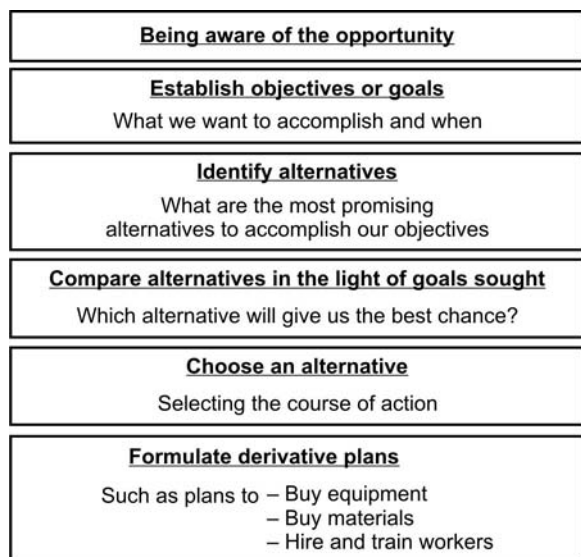 Being aware of the opportunity
Establish objectives or goals
What we want to accomplish and when
Identify alternatives
What are the most promising
alternatives to accomplish our objectives
Compare alternatives in the light of goals sought
Which alternative will give us the best chance?
Choose an alternative
Selecting the course of action
Formulate derivative plans
Such as plans to – Buy equipment
– Buy materials
– Hire and train workers